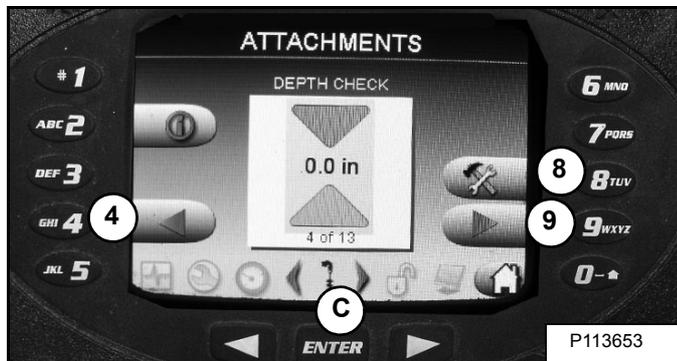 ATTACHMENTS
DEPTH CHECK
0.0 in
4 of 13
# 1
ABC 2
DEF 3
GHI 4
JKL 5
6 MNO
7 PQRS
8 TUV
9 WXYZ
0 -
4
8
9
C
ENTER
P113653